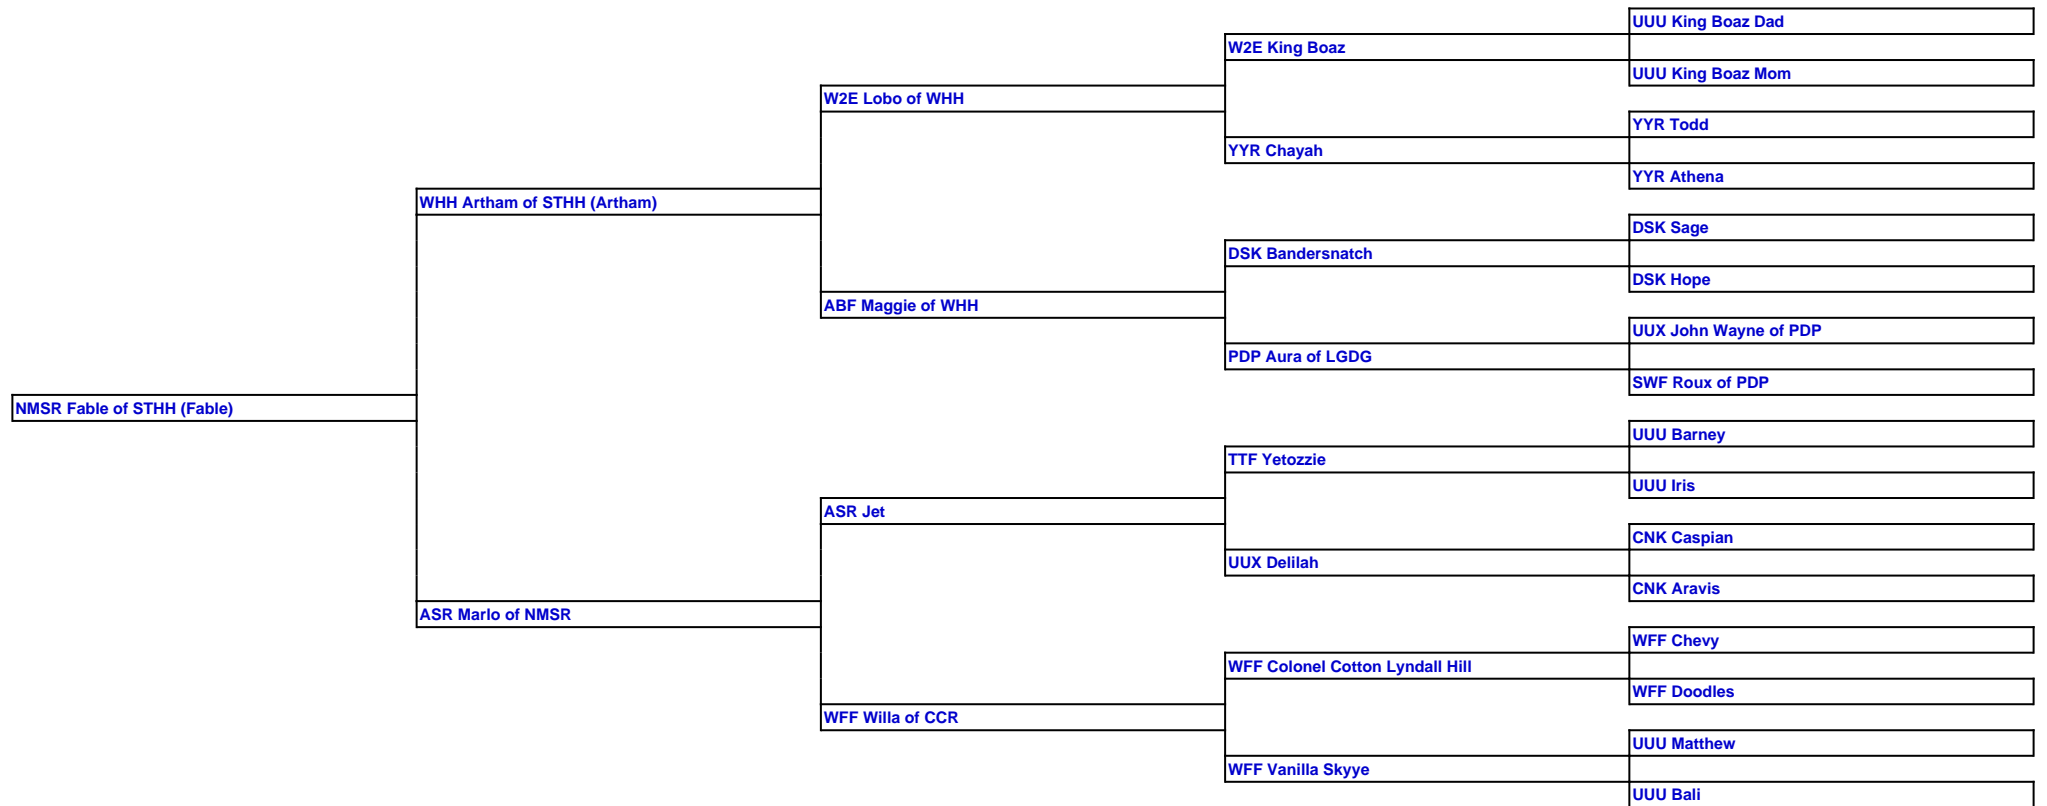 UUU King Boaz Dad
W2E King Boaz
UUU King Boaz Mom
W2E Lobo of WHH
YYR Todd
YYR Chayah
YYR Athena
WHH Artham of STHH (Artham)
DSK Sage
DSK Bandersnatch
DSK Hope
ABF Maggie of WHH
UUX John Wayne of PDP
PDP Aura of LGDG
SWF Roux of PDP
NMSR Fable of STHH (Fable)
UUU Barney
TTF Yetozzie
UUU Iris
ASR Jet
CNK Caspian
UUX Delilah
CNK Aravis
ASR Marlo of NMSR
WFF Chevy
WFF Colonel Cotton Lyndall Hill
WFF Doodles
WFF Willa of CCR
UUU Matthew
WFF Vanilla Skyye
UUU Bali